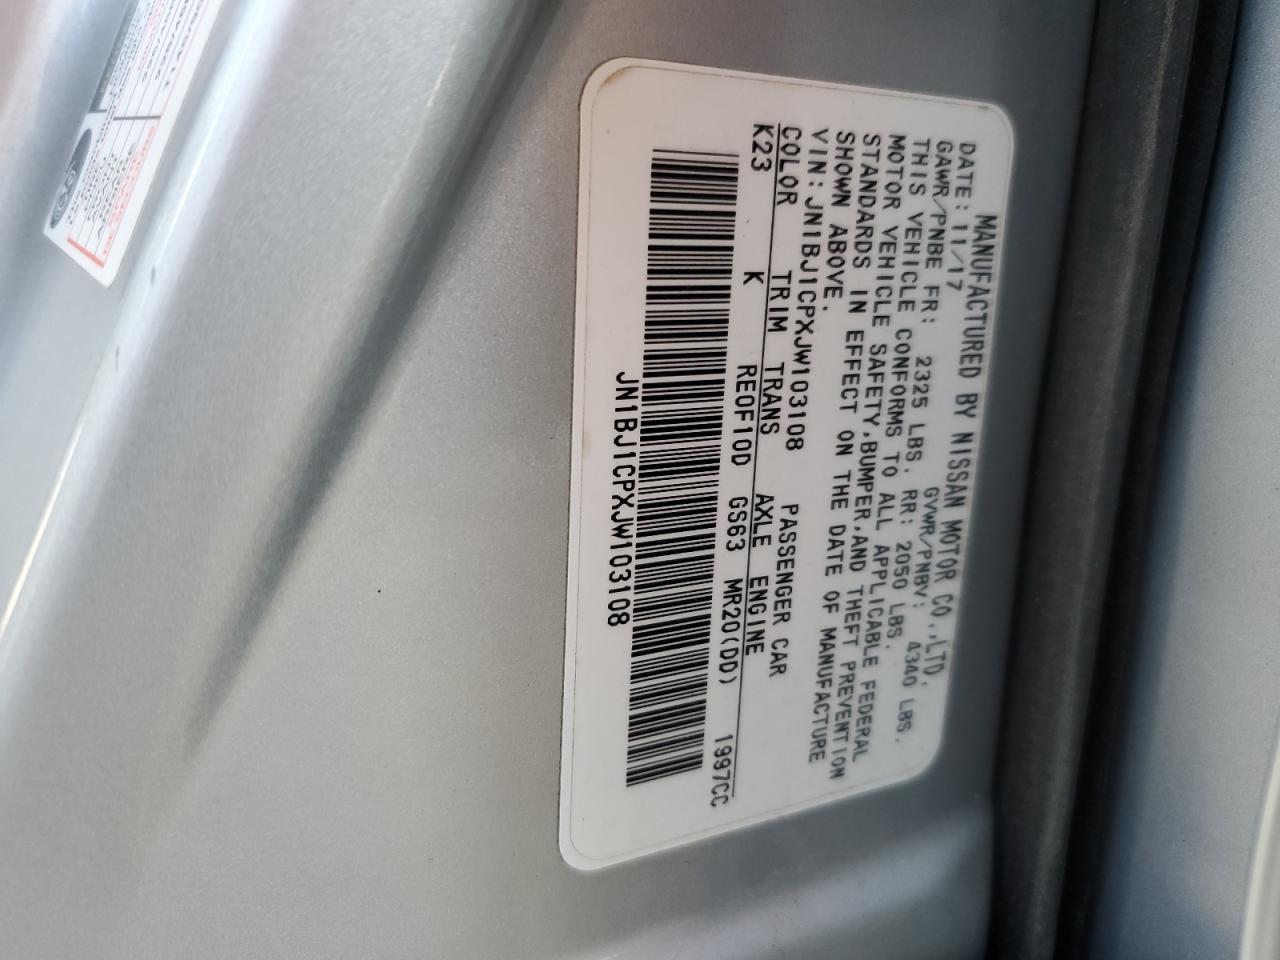 MANUFACTURED BY NISSAN MOTOR CO.,LTD.
DATE: 11/17 GVWR/PNBV: 4340 LBS.
GAWR/PNBE FR: 2325 LBS. RR: 2050 LBS.
THIS VEHICLE CONFORMS TO ALL APPLICABLE FEDERAL
MOTOR VEHICLE SAFETY,BUMPER,AND THEFT PREVENTION
STANDARDS IN EFFECT ON THE DATE OF MANUFACTURE
SHOWN ABOVE.
VIN: JN1BJ1CPXJW103108 PASSENGER CAR
COLOR TRIM TRANS AXLE ENGINE
K23 K RE0F10D GS63 MR20(DD) 1997CC
JN1BJ1CPXJW103108